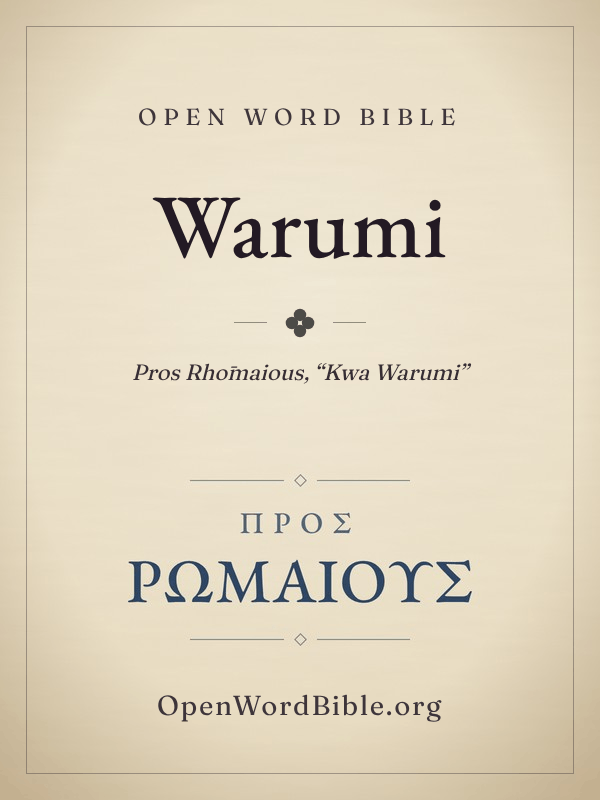 OPEN WORD BIBLE
Warumi
Pros Rhōmaious, “Kwa Warumi”
ΠΡΟΣ
ΡΩΜΑΙΟΥΣ
OpenWordBible.org